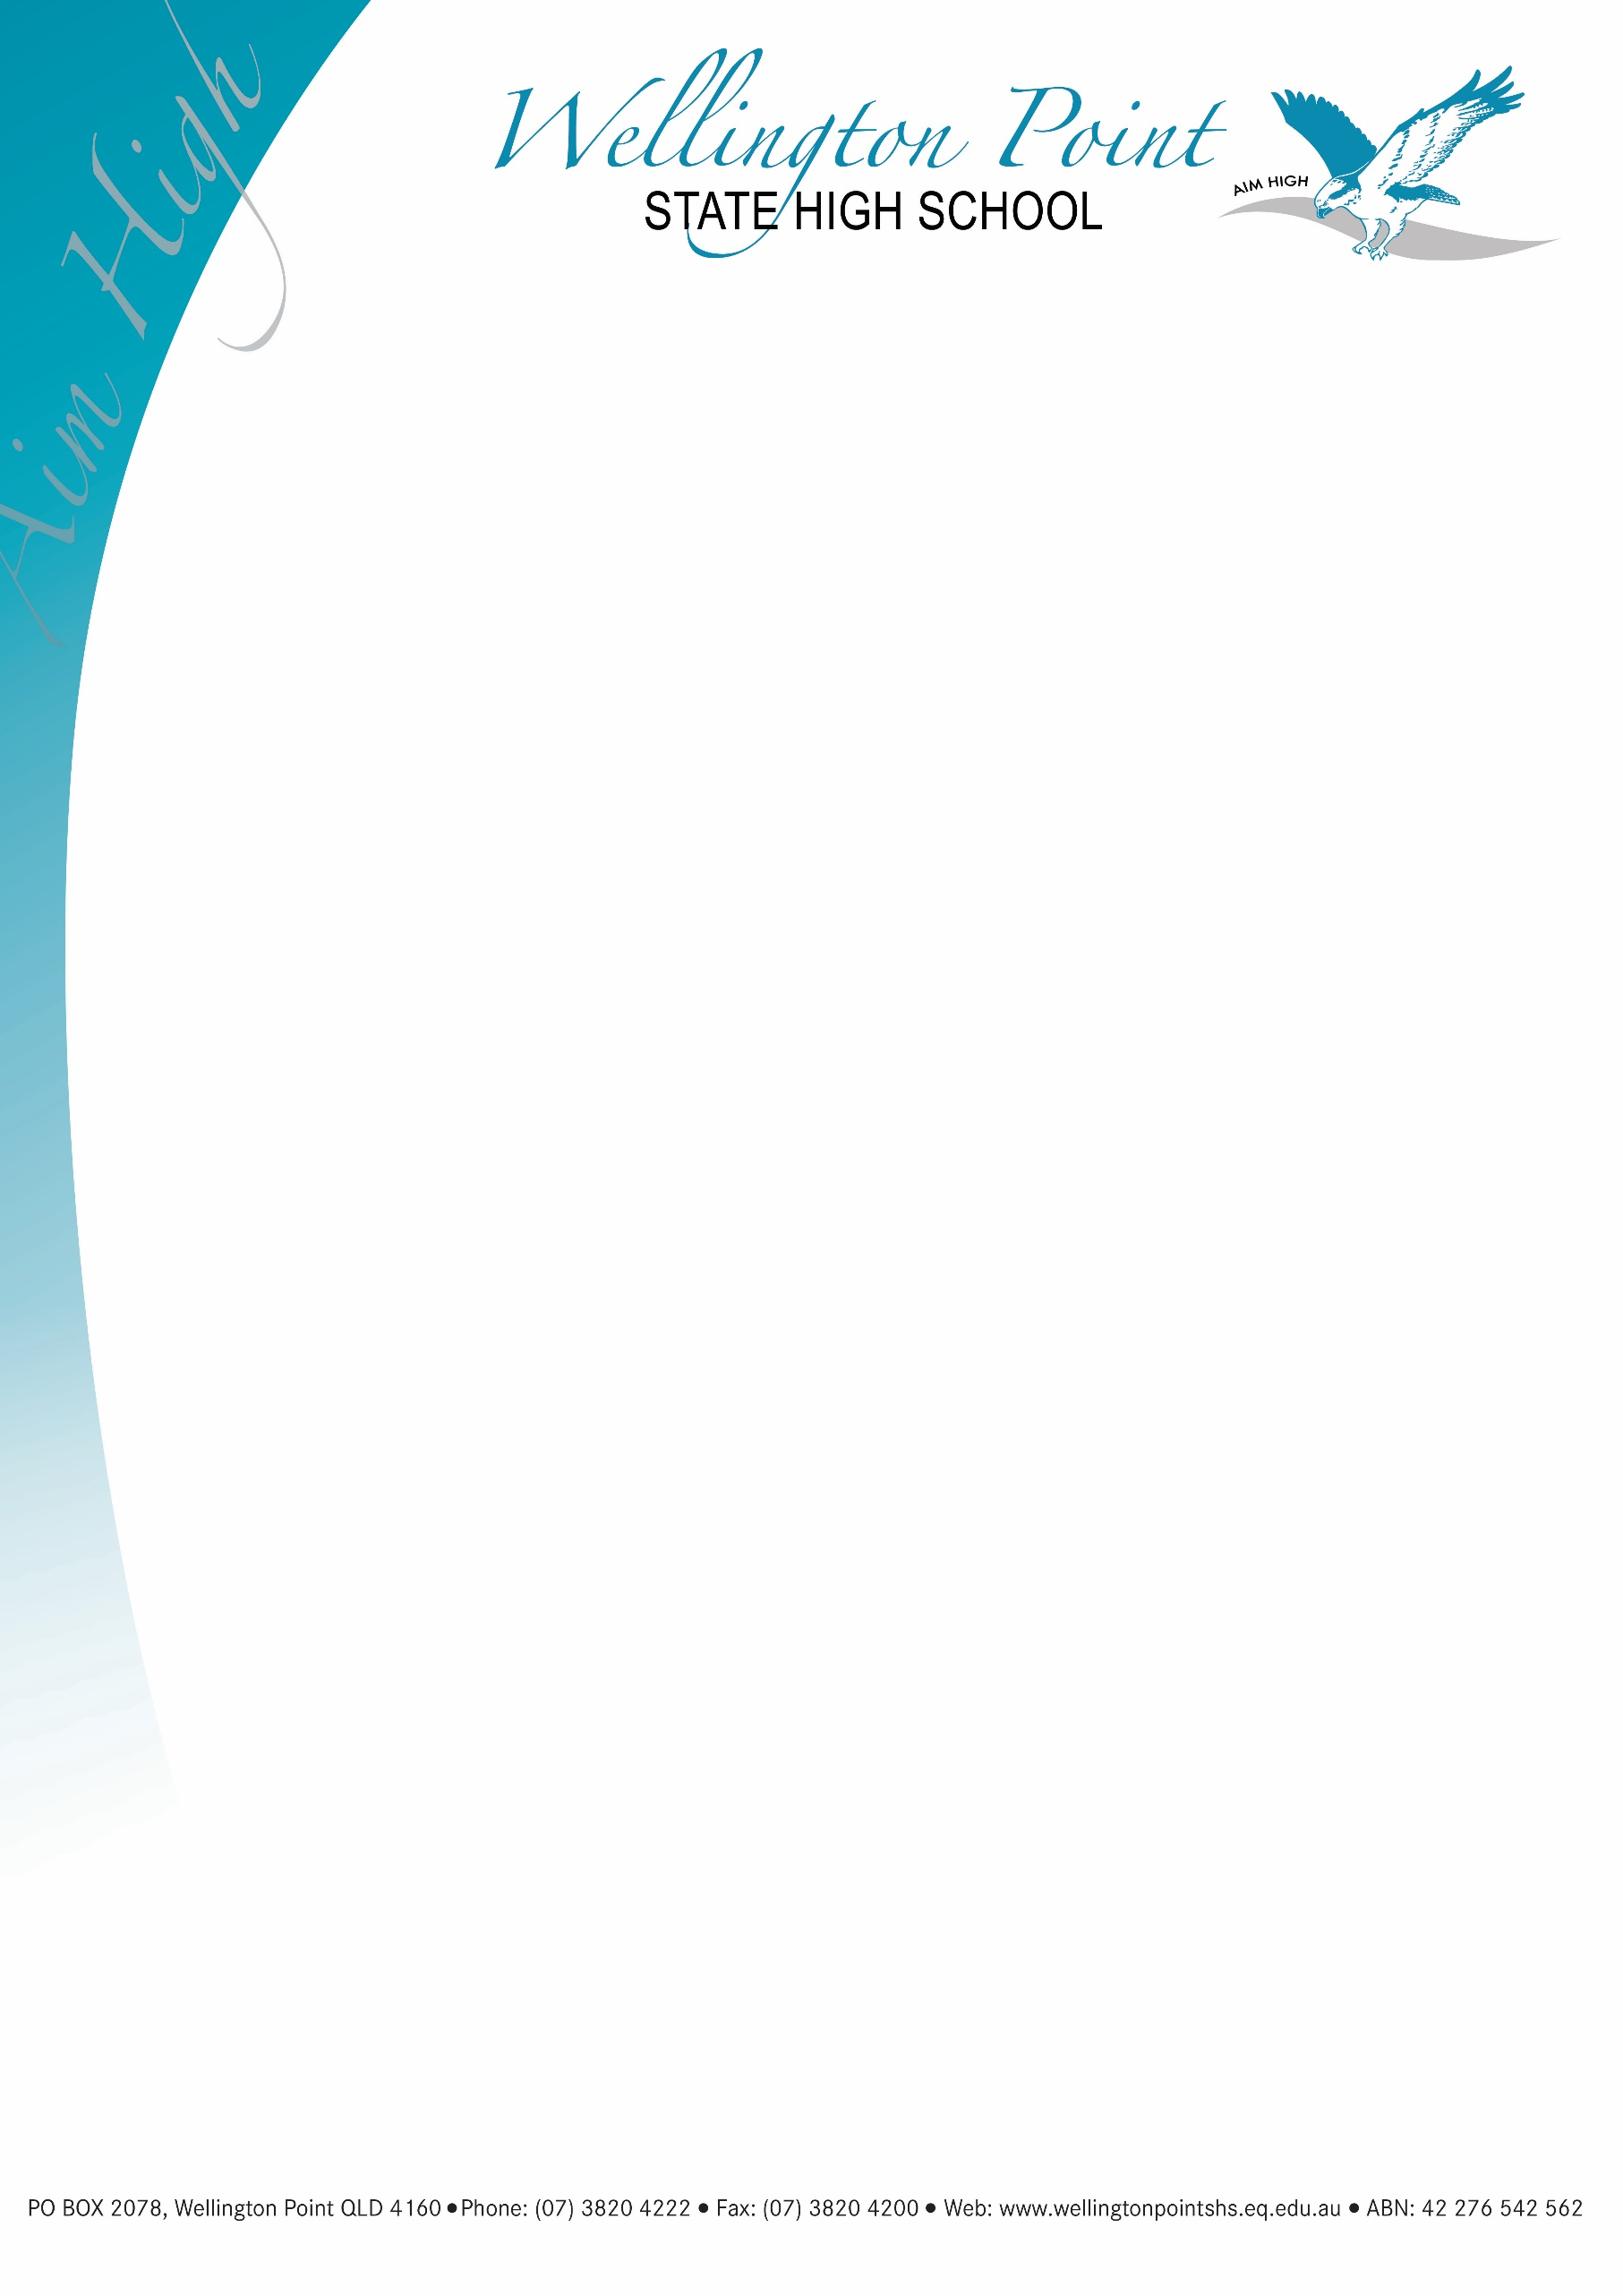 Aim High
Wellington Point
STATE HIGH SCHOOL
AIM HIGH
PO BOX 2078, Wellington Point QLD 4160 ● Phone: (07) 3820 4222 ● Fax: (07) 3820 4200 ● Web: www.wellingtonpointshs.eq.edu.au ● ABN: 42 276 542 562